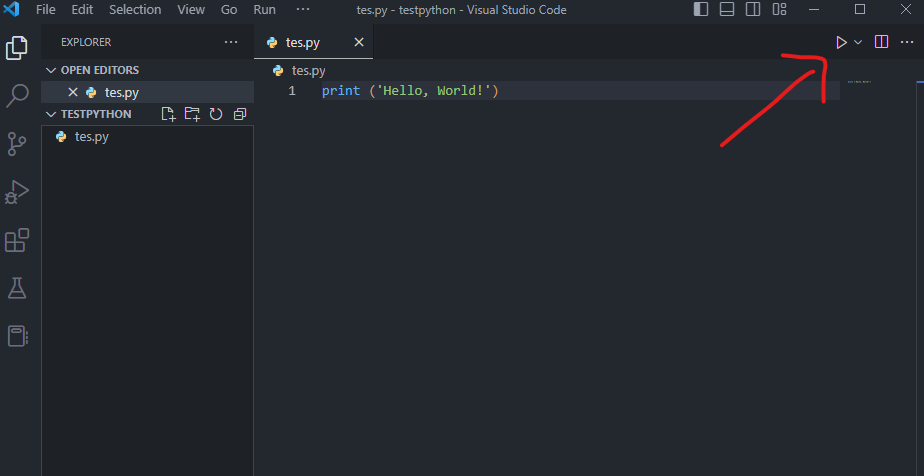 File Edit Selection View Go Run ··· tes.py - testpython - Visual Studio Code
EXPLORER ···
tes.py
OPEN EDITORS
tes.py
TESTPYTHON
tes.py
tes.py
1 print ('Hello, World!')